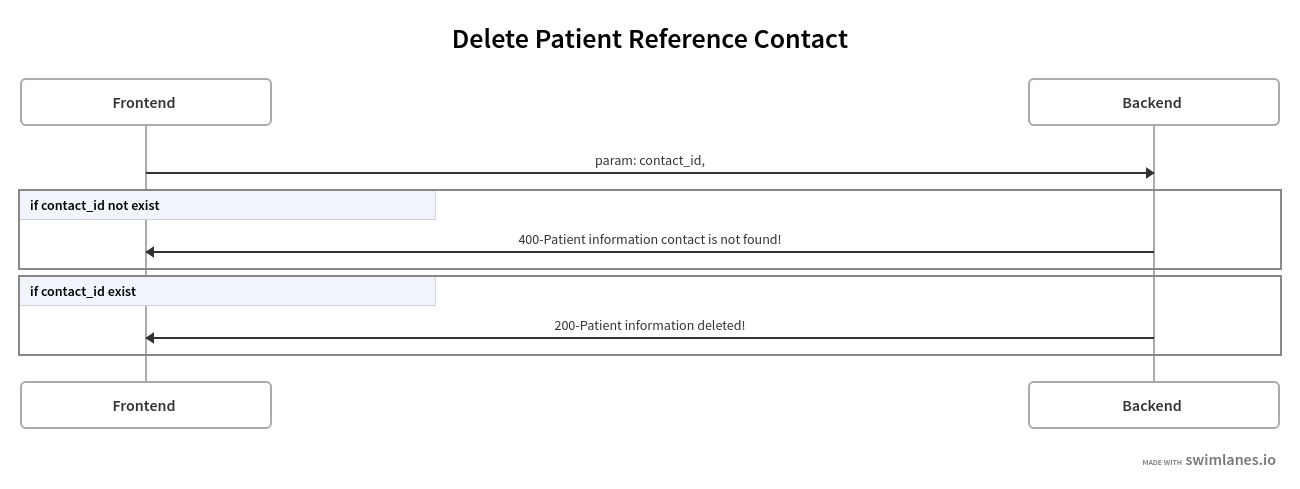 Delete Patient Reference Contact
Frontend
Backend
param: contact_id,
if contact_id not exist
400-Patient information contact is not found!
if contact_id exist
200-Patient information deleted!
Frontend
Backend
MADE WITH swimlanes.io